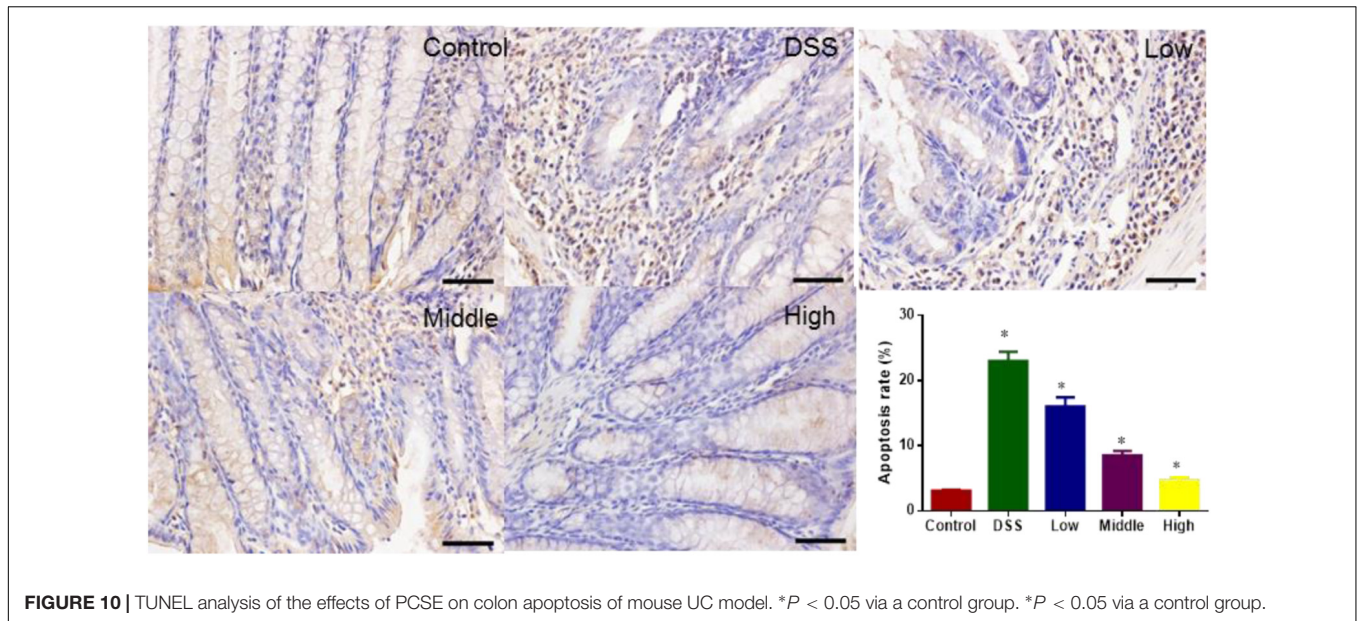 Control
DSS
Low
Middle
High
30
20
10
0
Apoptosis rate (%)
*
*
*
*
Control DSS Low Middle High
FIGURE 10 | TUNEL analysis of the effects of PCSE on colon apoptosis of mouse UC model. *P < 0.05 via a control group. *P < 0.05 via a control group.